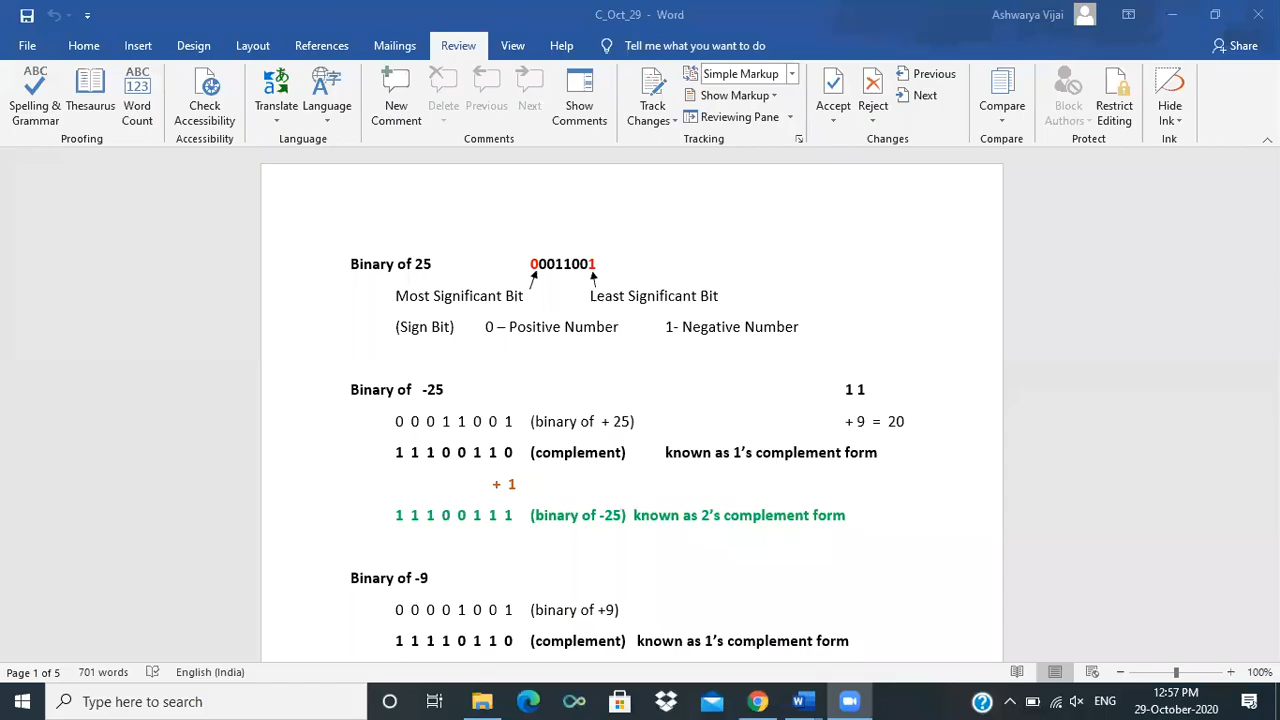 C_Oct_29 - Word
Ashwarya Vijai
File Home Insert Design Layout References Mailings Review View Help Tell me what you want to do Share
Spelling & Grammar Thesaurus Word Count Check Accessibility Translate Language New Comment Delete Previous Next Show Comments Track Changes Simple Markup Show Markup Reviewing Pane Accept Reject Previous Next Compare Block Authors Restrict Editing Hide Ink
Proofing Accessibility Language Comments Tracking Changes Compare Protect Ink
Binary of 25 00011001
Most Significant Bit Least Significant Bit
(Sign Bit) 0 – Positive Number 1- Negative Number
Binary of -25 1 1
0 0 0 1 1 0 0 1 (binary of + 25) + 9 = 20
1 1 1 0 0 1 1 0 (complement) known as 1’s complement form
+ 1
1 1 1 0 0 1 1 1 (binary of -25) known as 2’s complement form
Binary of -9
0 0 0 0 1 0 0 1 (binary of +9)
1 1 1 1 0 1 1 0 (complement) known as 1’s complement form
Page 1 of 5 701 words English (India) 100%
Type here to search ENG 12:57 PM
29-October-2020